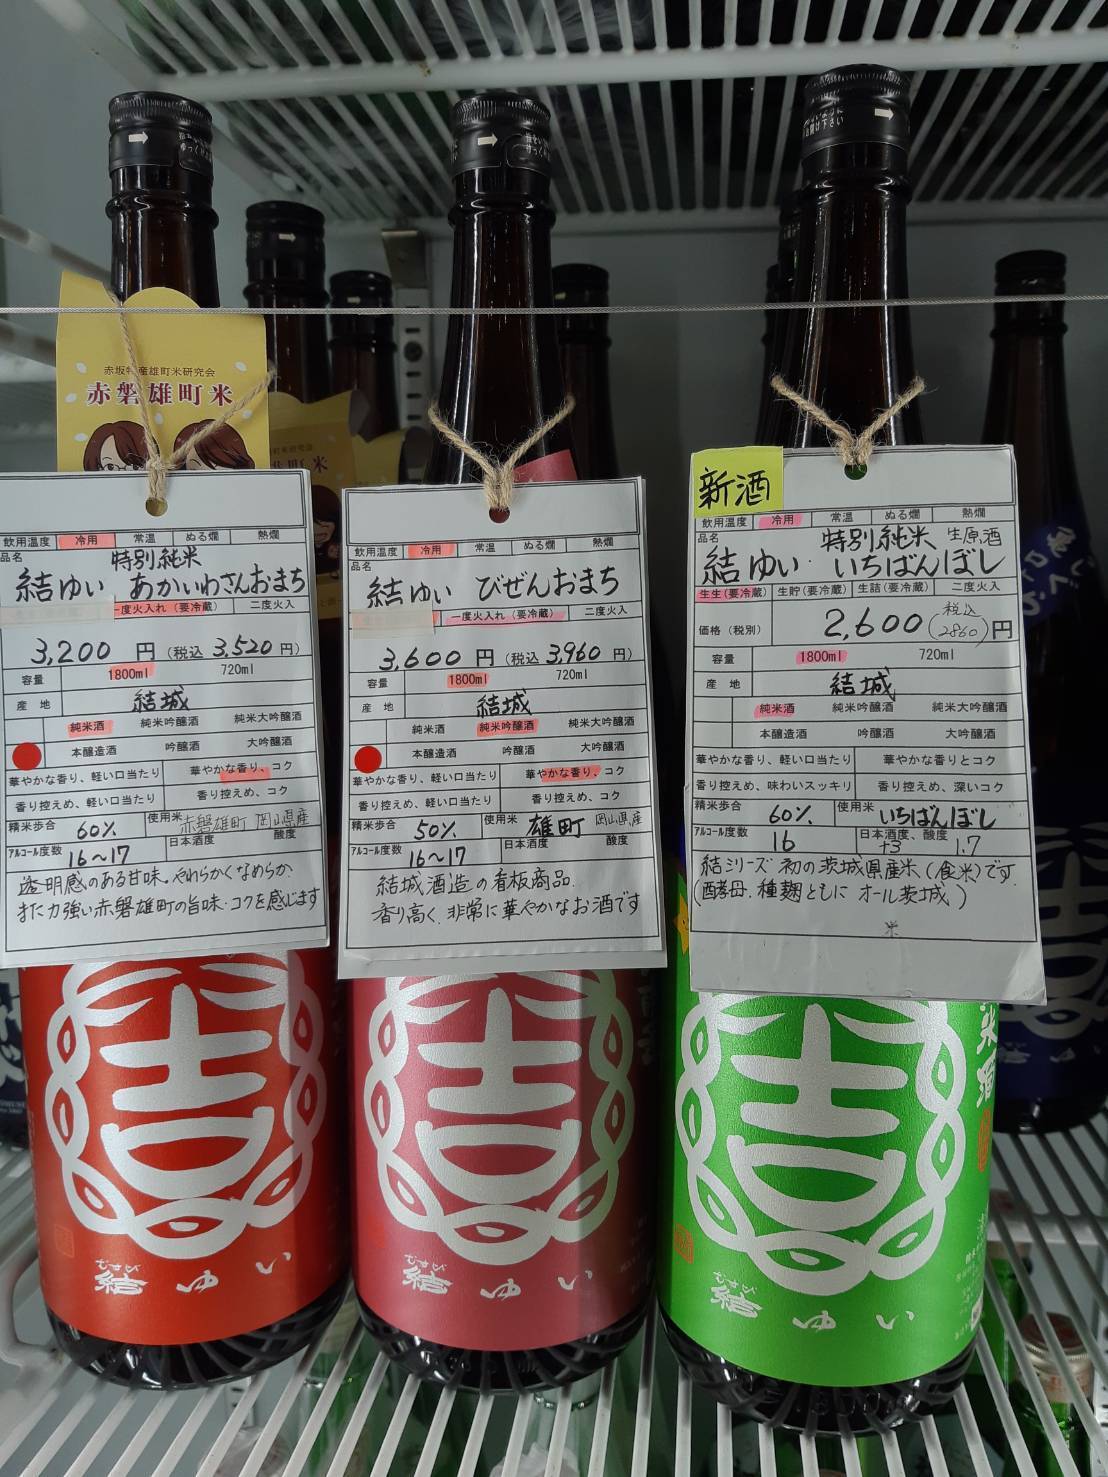 赤坂特産雄町米研究会
赤磐雄町米
飲用温度 冷用 常温 ぬる燗 熱燗
品名
特別純米
結ゆい あかいわさんおまち
一度火入れ(要冷蔵) 二度火入
3,200 円 (税込 3,520 円)
容量 1800ml 720ml
産地 結城
純米酒 純米吟醸酒 純米大吟醸酒
本醸造酒 吟醸酒 大吟醸酒
華やかな香り、軽い口当たり 華やかな香り、コク
香り控えめ、軽い口当たり 香り控えめ、コク
精米歩合 60% 使用米 赤磐雄町 岡山県産
アルコール度数 16~17 日本酒度 酸度
透明感のある甘味。やわらかくなめらか、
また力強い赤磐雄町の旨味・コクを感じます
結ゆい
むすび
飲用温度 冷用 常温 ぬる燗 熱燗
品名
結ゆい びぜんおまち
一度火入れ(要冷蔵) 二度火入
3,600 円 (税込 3,960 円)
容量 1800ml 720ml
産地 結城
純米酒 純米吟醸酒 純米大吟醸酒
本醸造酒 吟醸酒 大吟醸酒
華やかな香り、軽い口当たり 華やかな香り、コク
香り控えめ、軽い口当たり 香り控えめ、コク
精米歩合 50% 使用米 雄町 岡山県産
アルコール度数 16~17 日本酒度 酸度
結城酒造の看板商品
香り高く、非常に華やかなお酒です
むすび
結ゆい
新酒
飲用温度 冷用 常温 ぬる燗 熱燗
品名
特別純米 生原酒
結ゆい いちばんぼし
生生(要冷蔵) 生貯(要冷蔵) 生詰(要冷蔵) 二度火入
価格(税別) 2,600 (税込 2860) 円
容量 1800ml 720ml
産地 結城
純米酒 純米吟醸酒 純米大吟醸酒
本醸造酒 吟醸酒 大吟醸酒
華やかな香り、軽い口当たり 華やかな香りとコク
香り控えめ、味わいスッキリ 香り控えめ、深いコク
精米歩合 60% 使用米 いちばんぼし
アルコール度数 16 日本酒度、酸度 +3 1.7
結シリーズ 初の茨城県産米(食米)です。
(酵母、種麹ともに オール茨城)
米
米酒
むすび
結ゆい